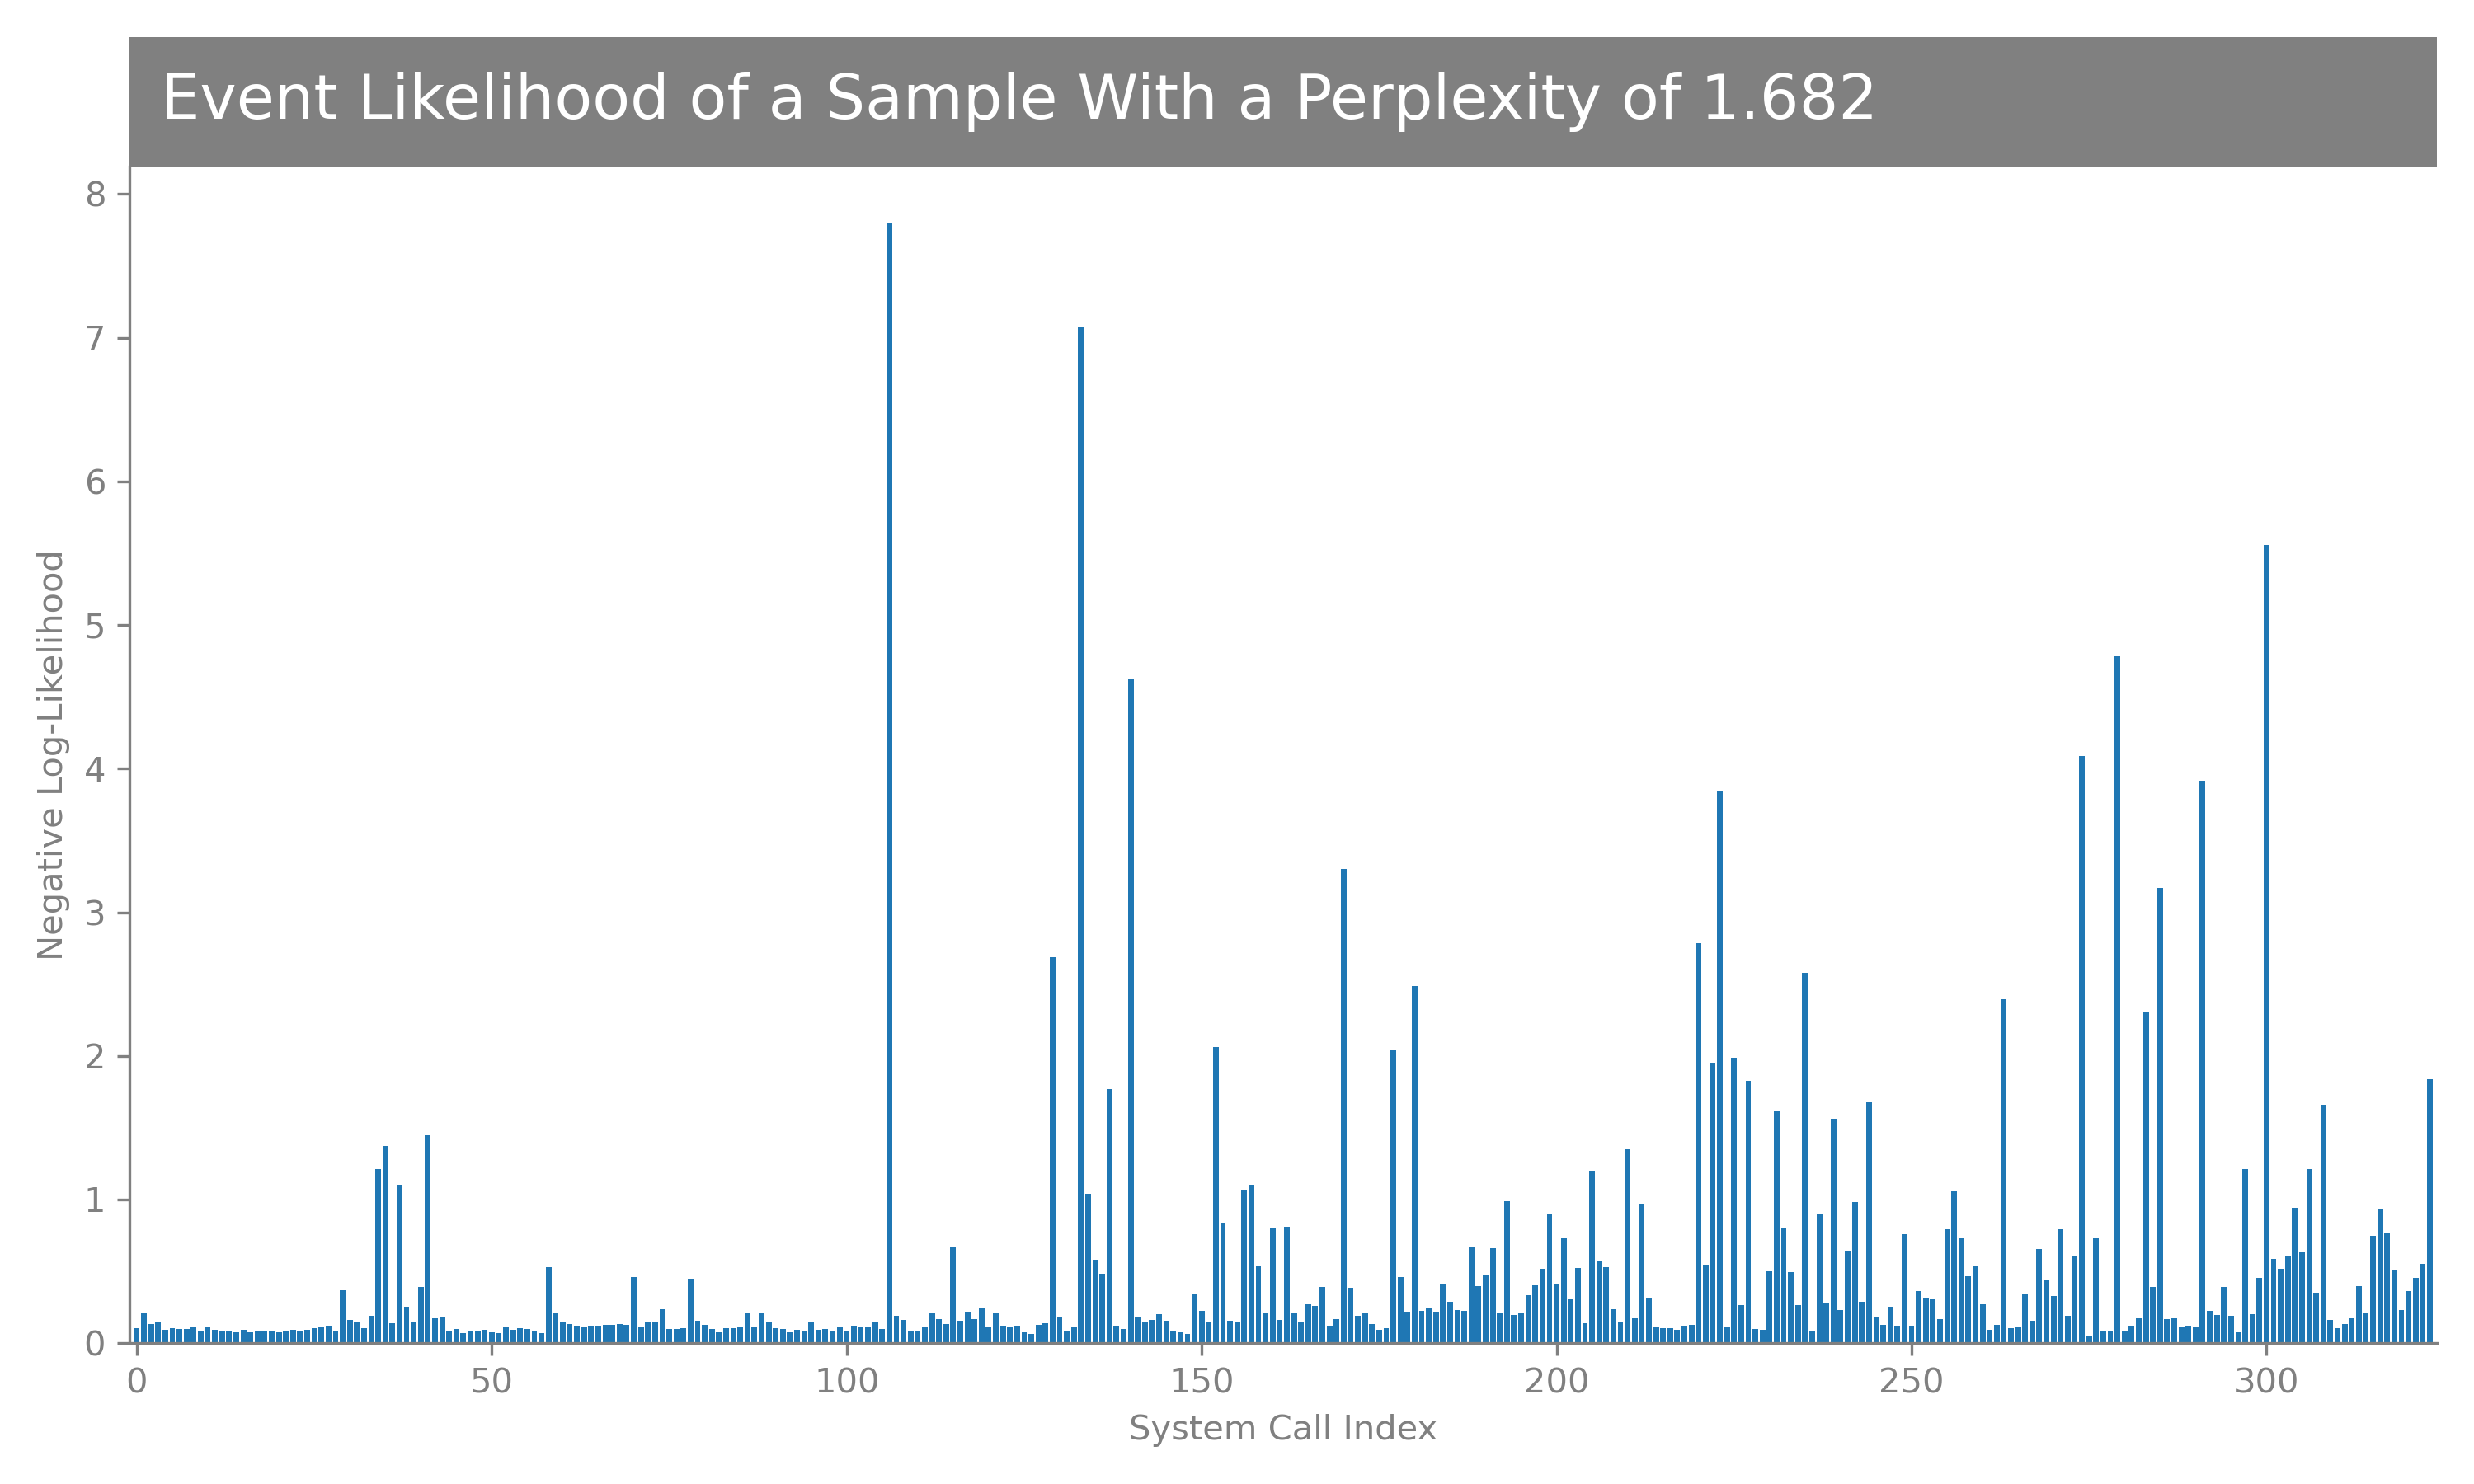 Event Likelihood of a Sample With a Perplexity of 1.682
8
7
6
5
4
3
2
1
0
Negative Log-Likelihood
0 50 100 150 200 250 300
System Call Index